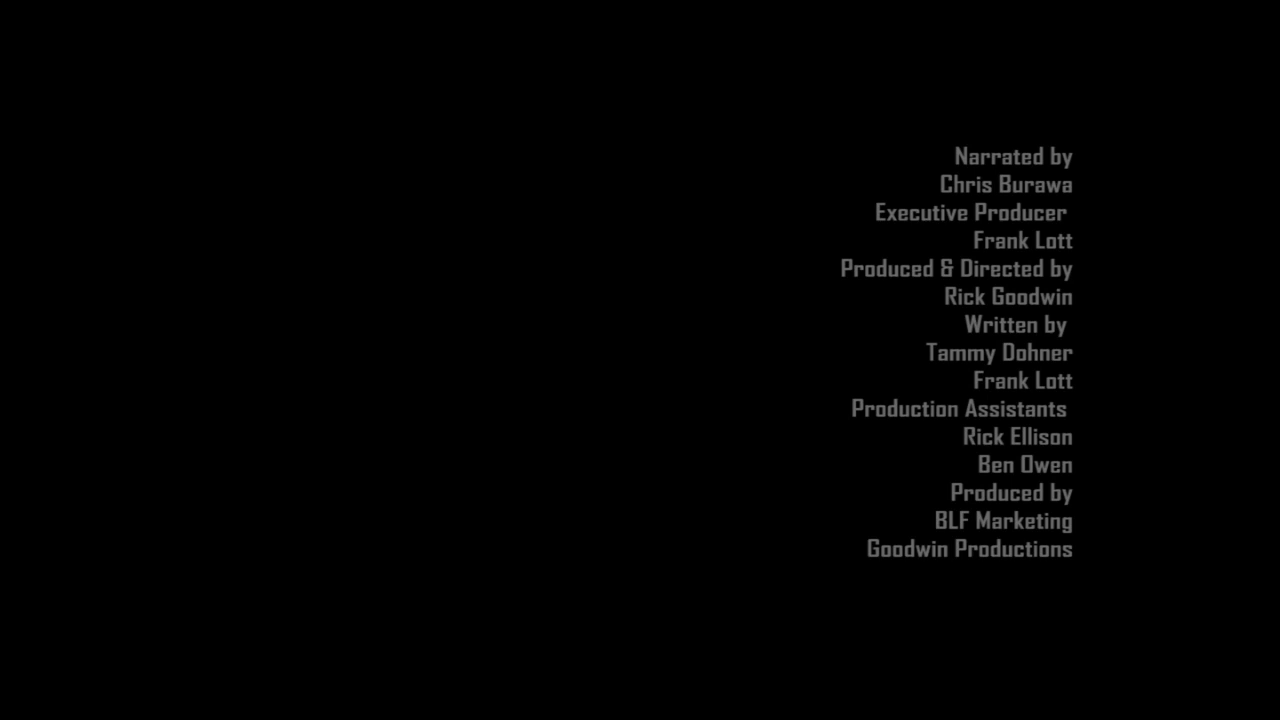 Narrated by
Chris Burawa
Executive Producer
Frank Lott
Produced & Directed by
Rick Goodwin
Written by
Tammy Dohner
Frank Lott
Production Assistants
Rick Ellison
Ben Owen
Produced by
BLF Marketing
Goodwin Productions